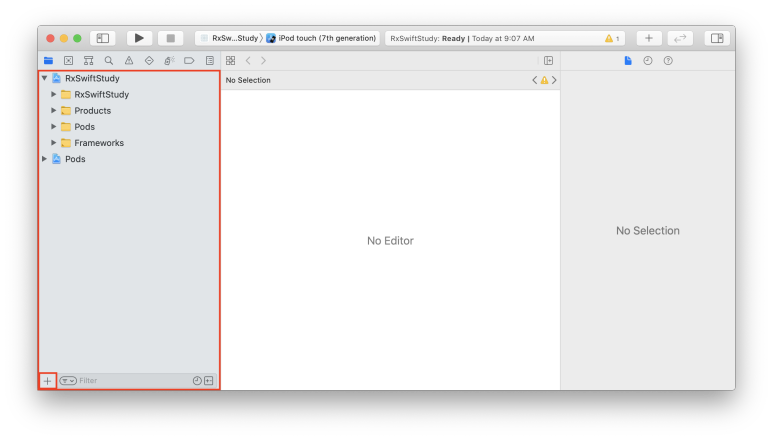 RxSw...Study
iPod touch (7th generation)
RxSwiftStudy: Ready | Today at 9:07 AM
1
RxSwiftStudy
No Selection
RxSwiftStudy
Products
Pods
Frameworks
Pods
No Selection
No Editor
Filter